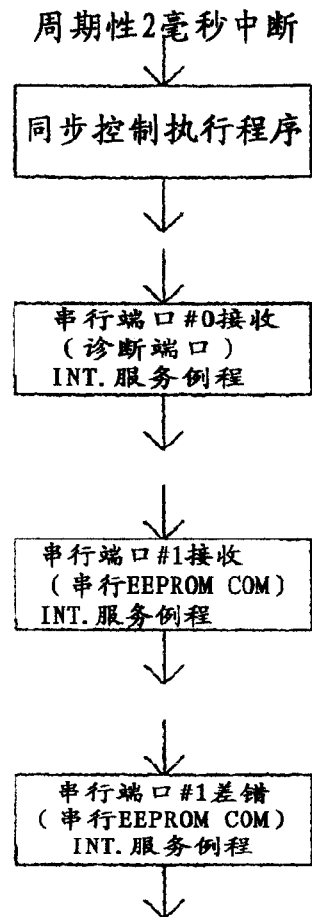 周期性2毫秒中断
同步控制执行程序
串行端口#0接收
(诊断端口)
INT.服务例程
串行端口#1接收
(串行EEPROM COM)
INT.服务例程
串行端口#1差错
(串行EEPROM COM)
INT.服务例程